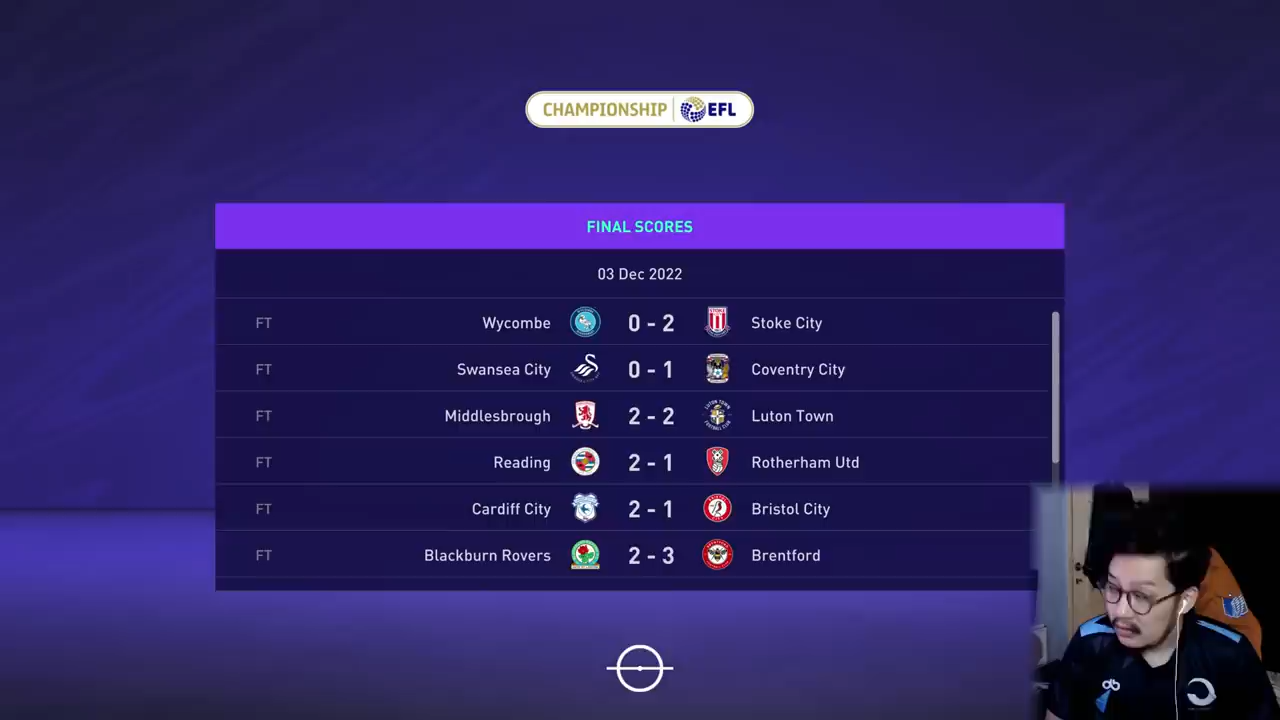 CHAMPIONSHIP EFL
FINAL SCORES
03 Dec 2022
FT Wycombe 0 - 2 Stoke City
FT Swansea City 0 - 1 Coventry City
FT Middlesbrough 2 - 2 Luton Town
FT Reading 2 - 1 Rotherham Utd
FT Cardiff City 2 - 1 Bristol City
FT Blackburn Rovers 2 - 3 Brentford